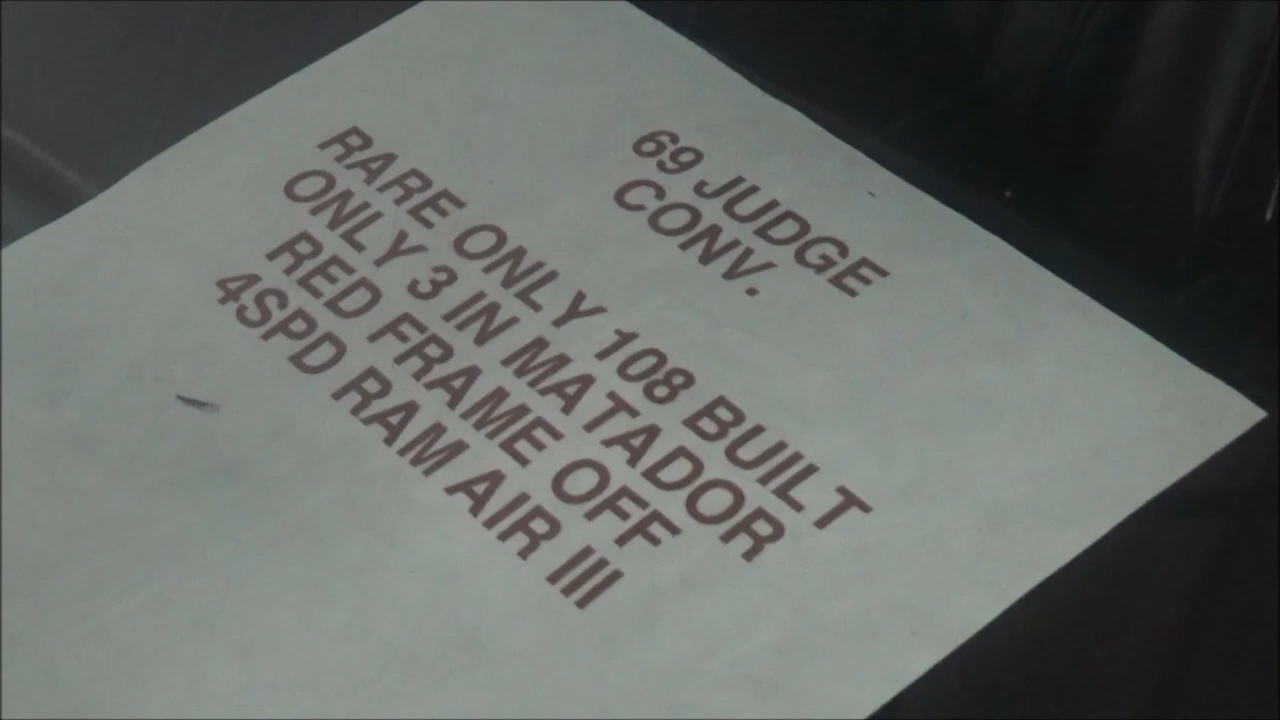 69 JUDGE
CONV.
RARE ONLY 108 BUILT
ONLY 3 IN MATADOR
RED FRAME OFF
4SPD RAM AIR III